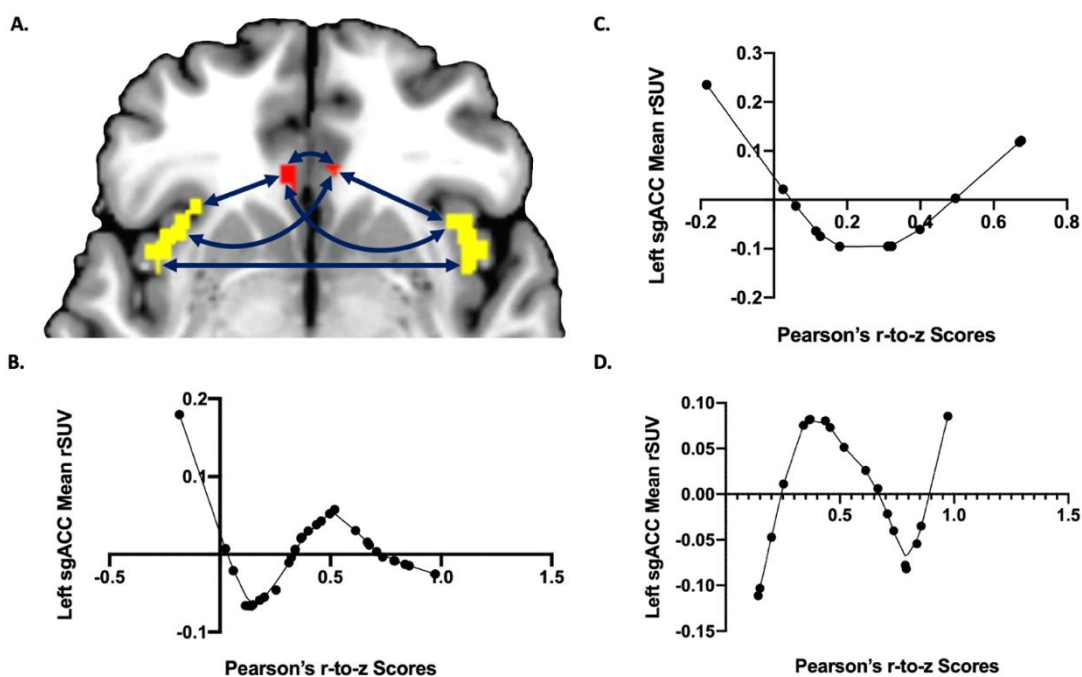 A.
B.
Left sgACC Mean rSUV
0.2
0.1
-0.1
-0.5
0.5
1.0
1.5
Pearson's r-to-z Scores
C.
Left sgACC Mean rSUV
0.3
0.2
0.1
-0.1
-0.2
-0.2
0.2
0.4
0.6
0.8
Pearson's r-to-z Scores
D.
Left sgACC Mean rSUV
0.10
0.05
0.00
-0.05
-0.10
-0.15
0.5
1.0
1.5
Pearson's r-to-z Scores